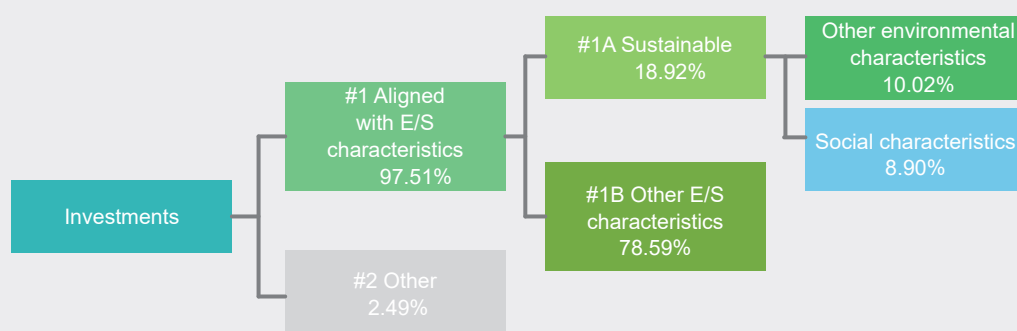 Investments
#1 Aligned
with E/S
characteristics
97.51%
#2 Other
2.49%
#1A Sustainable
18.92%
#1B Other E/S
characteristics
78.59%
Other environmental
characteristics
10.02%
Social characteristics
8.90%